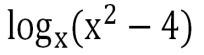 logₓ(x² − 4)